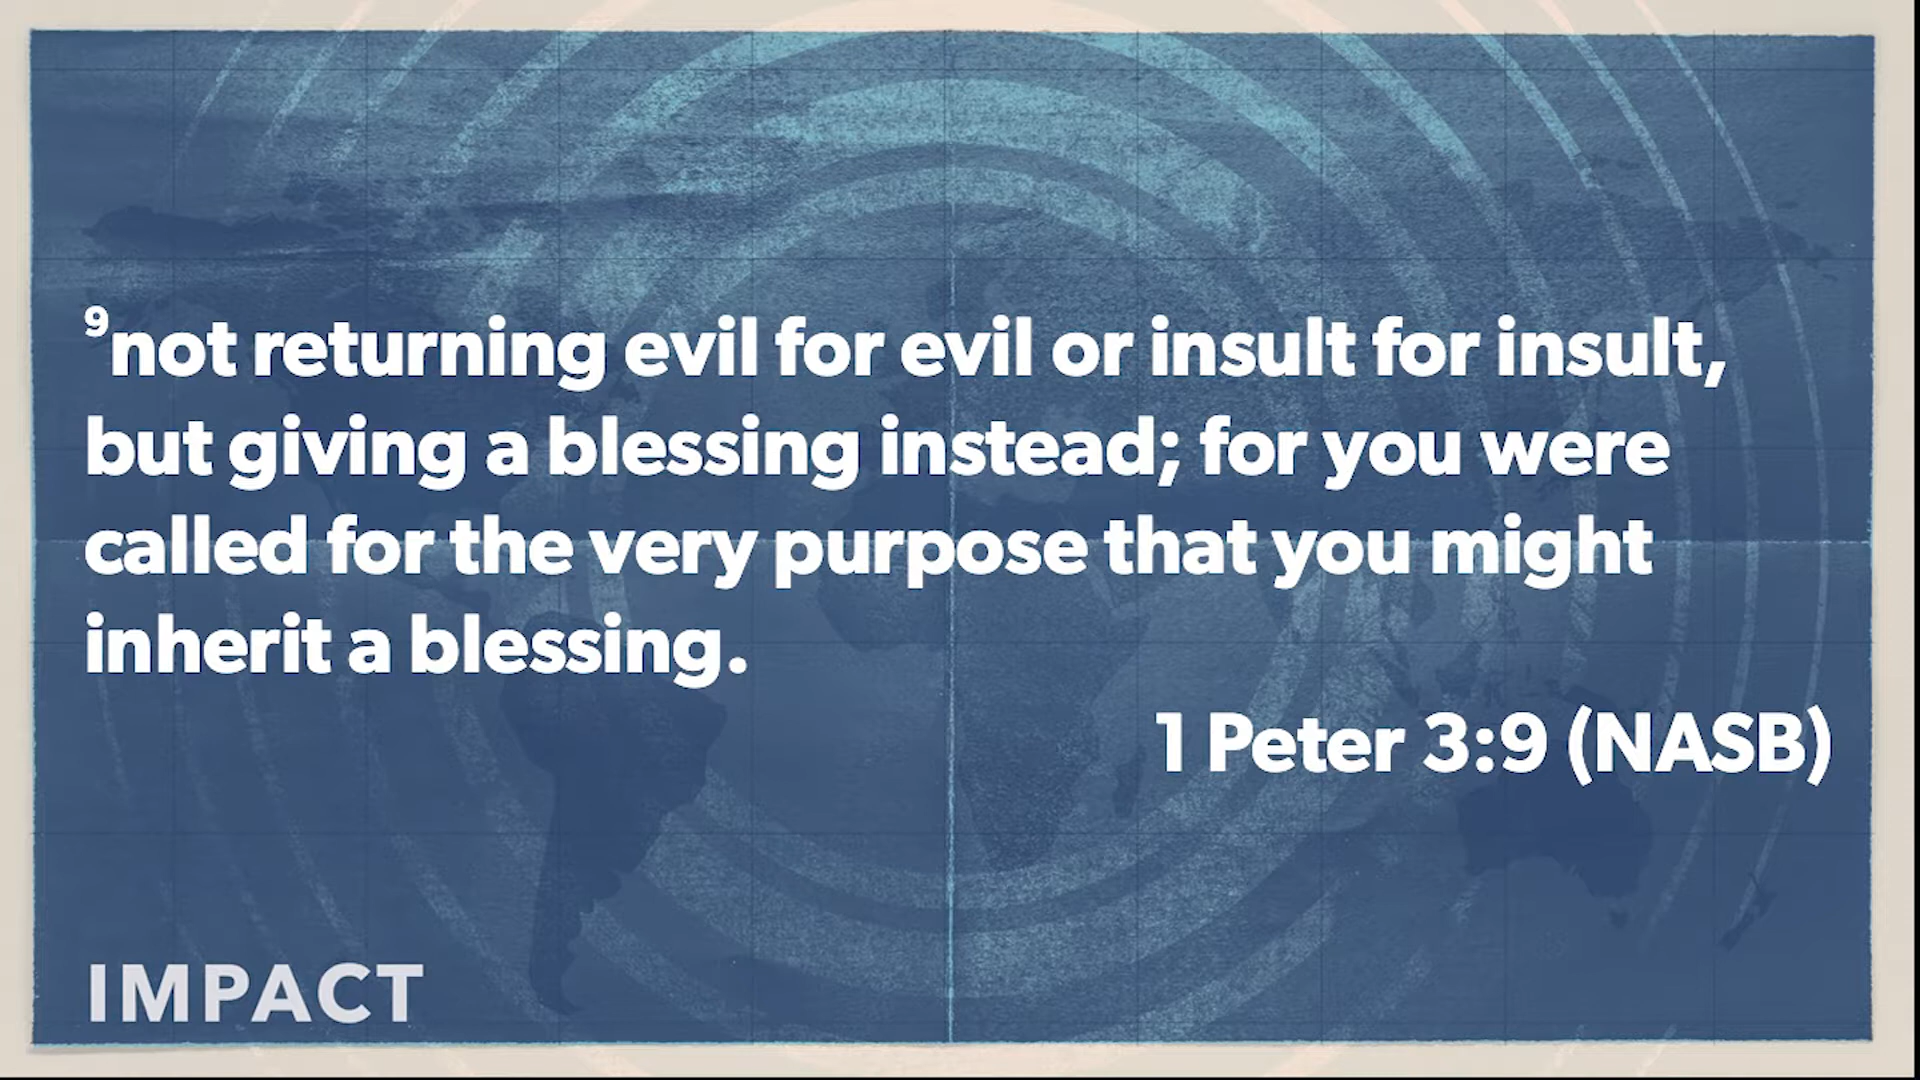 ⁹not returning evil for evil or insult for insult,
but giving a blessing instead; for you were
called for the very purpose that you might
inherit a blessing.
1 Peter 3:9 (NASB)
IMPACT